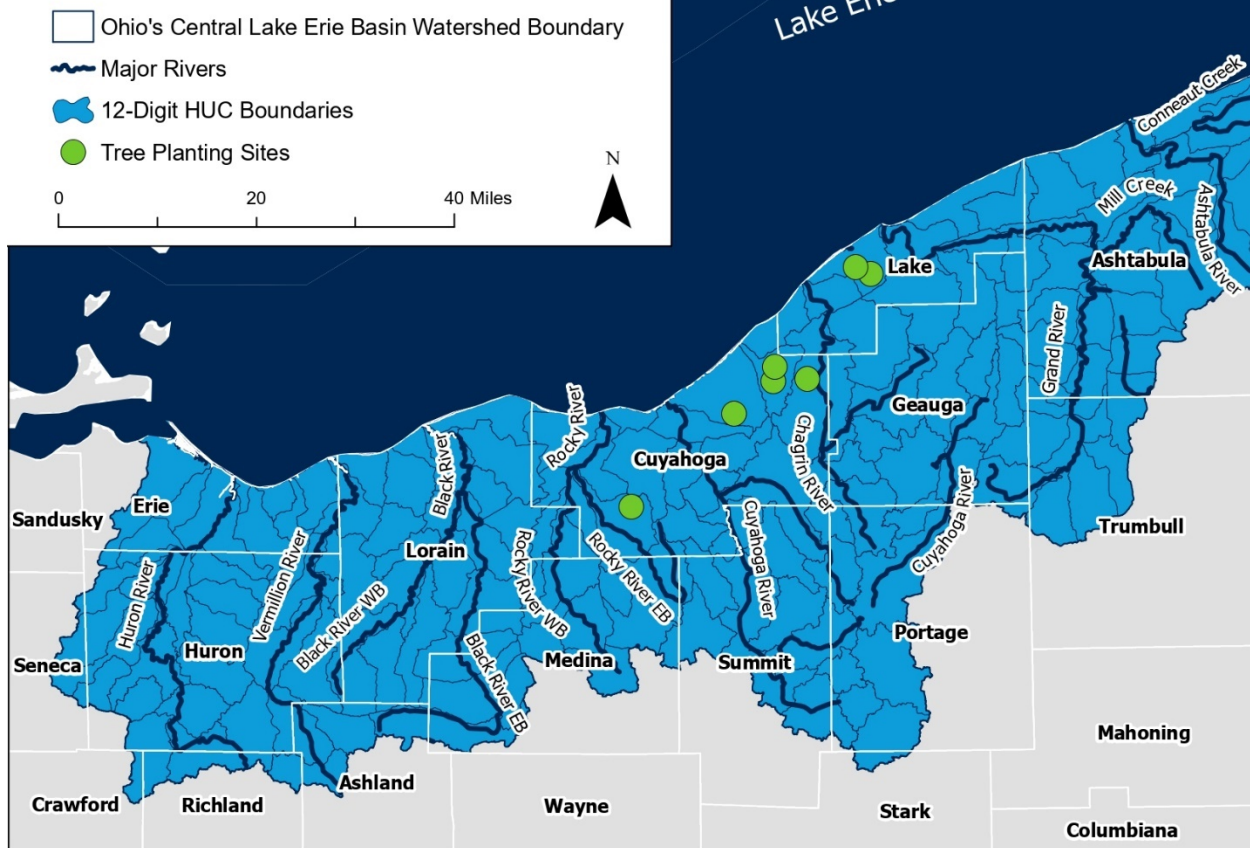 Ohio's Central Lake Erie Basin Watershed Boundary
Major Rivers
12-Digit HUC Boundaries
Tree Planting Sites
0 20 40 Miles
N
Lake
Conneaut Creek
Mill Creek
Ashtabula River
Lake
Ashtabula
Grand River
Geauga
Chagrin River
Rocky River
Cuyahoga
Black River
Erie
Sandusky
Cuyahoga River
Cuyahoga River
Trumbull
Lorain
Huron River
Vermillion River
Rocky River EB
Rocky River WB
Black River WB
Portage
Huron
Seneca
Medina
Summit
Black River EB
Mahoning
Ashland
Crawford
Richland
Wayne
Stark
Columbiana